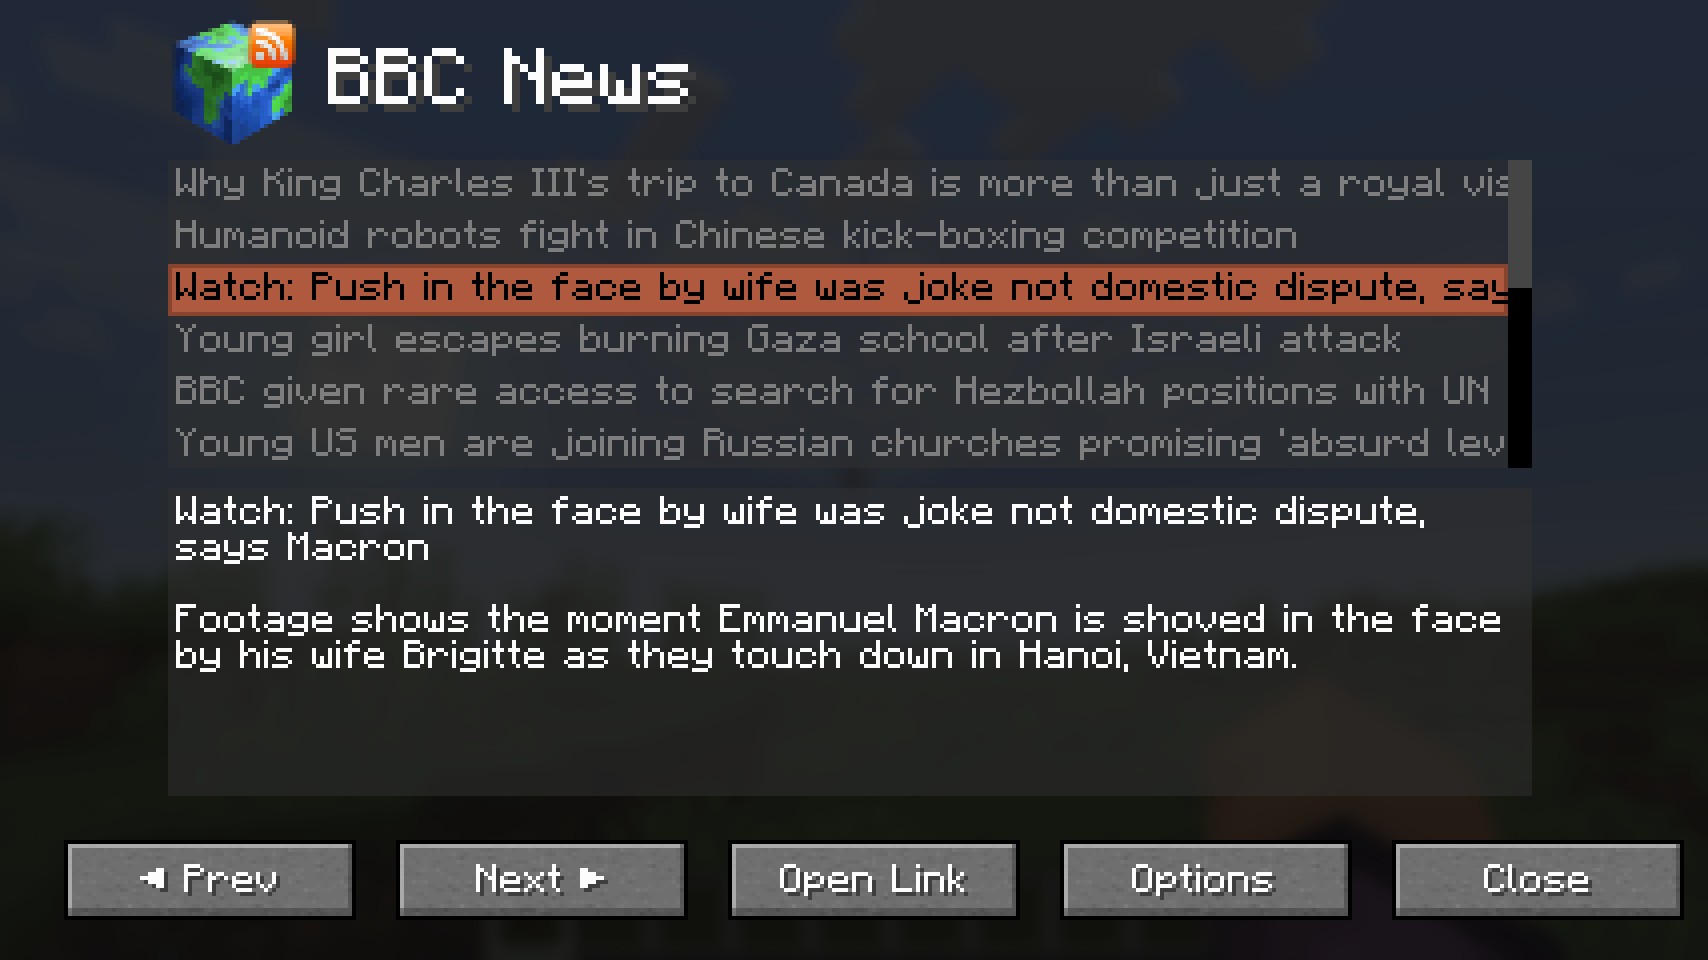 BBC News
Why King Charles III's trip to Canada is more than just a royal vis
Humanoid robots fight in Chinese kick-boxing competition
Watch: Push in the face by wife was joke not domestic dispute, say
Young girl escapes burning Gaza school after Israeli attack
BBC given rare access to search for Hezbollah positions with UN
Young US men are joining Russian churches promising 'absurd lev
Watch: Push in the face by wife was joke not domestic dispute,
says Macron
Footage shows the moment Emmanuel Macron is shoved in the face
by his wife Brigitte as they touch down in Hanoi, Vietnam.
◄ Prev
Next ►
Open Link
Options
Close